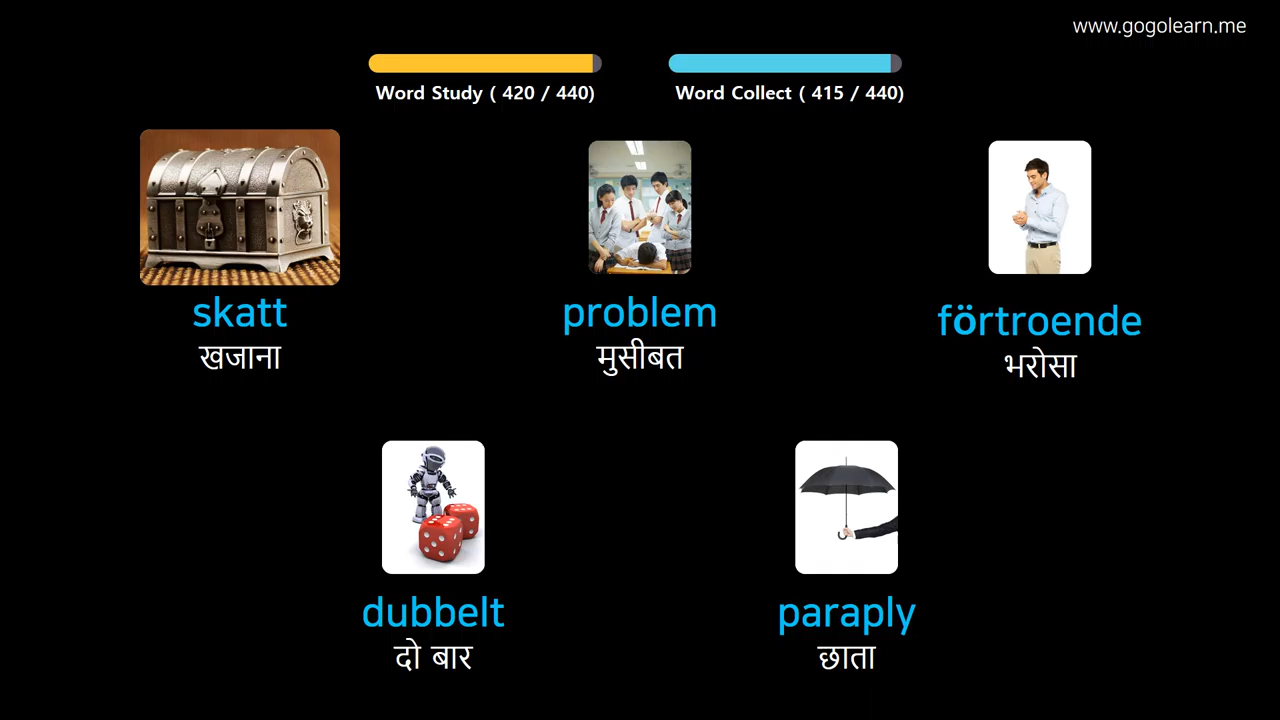 www.gogolearn.me
Word Study ( 420 / 440)
Word Collect ( 415 / 440)
skatt
खजाना
problem
मुसीबत
förtroende
भरोसा
dubbelt
दो बार
paraply
छाता